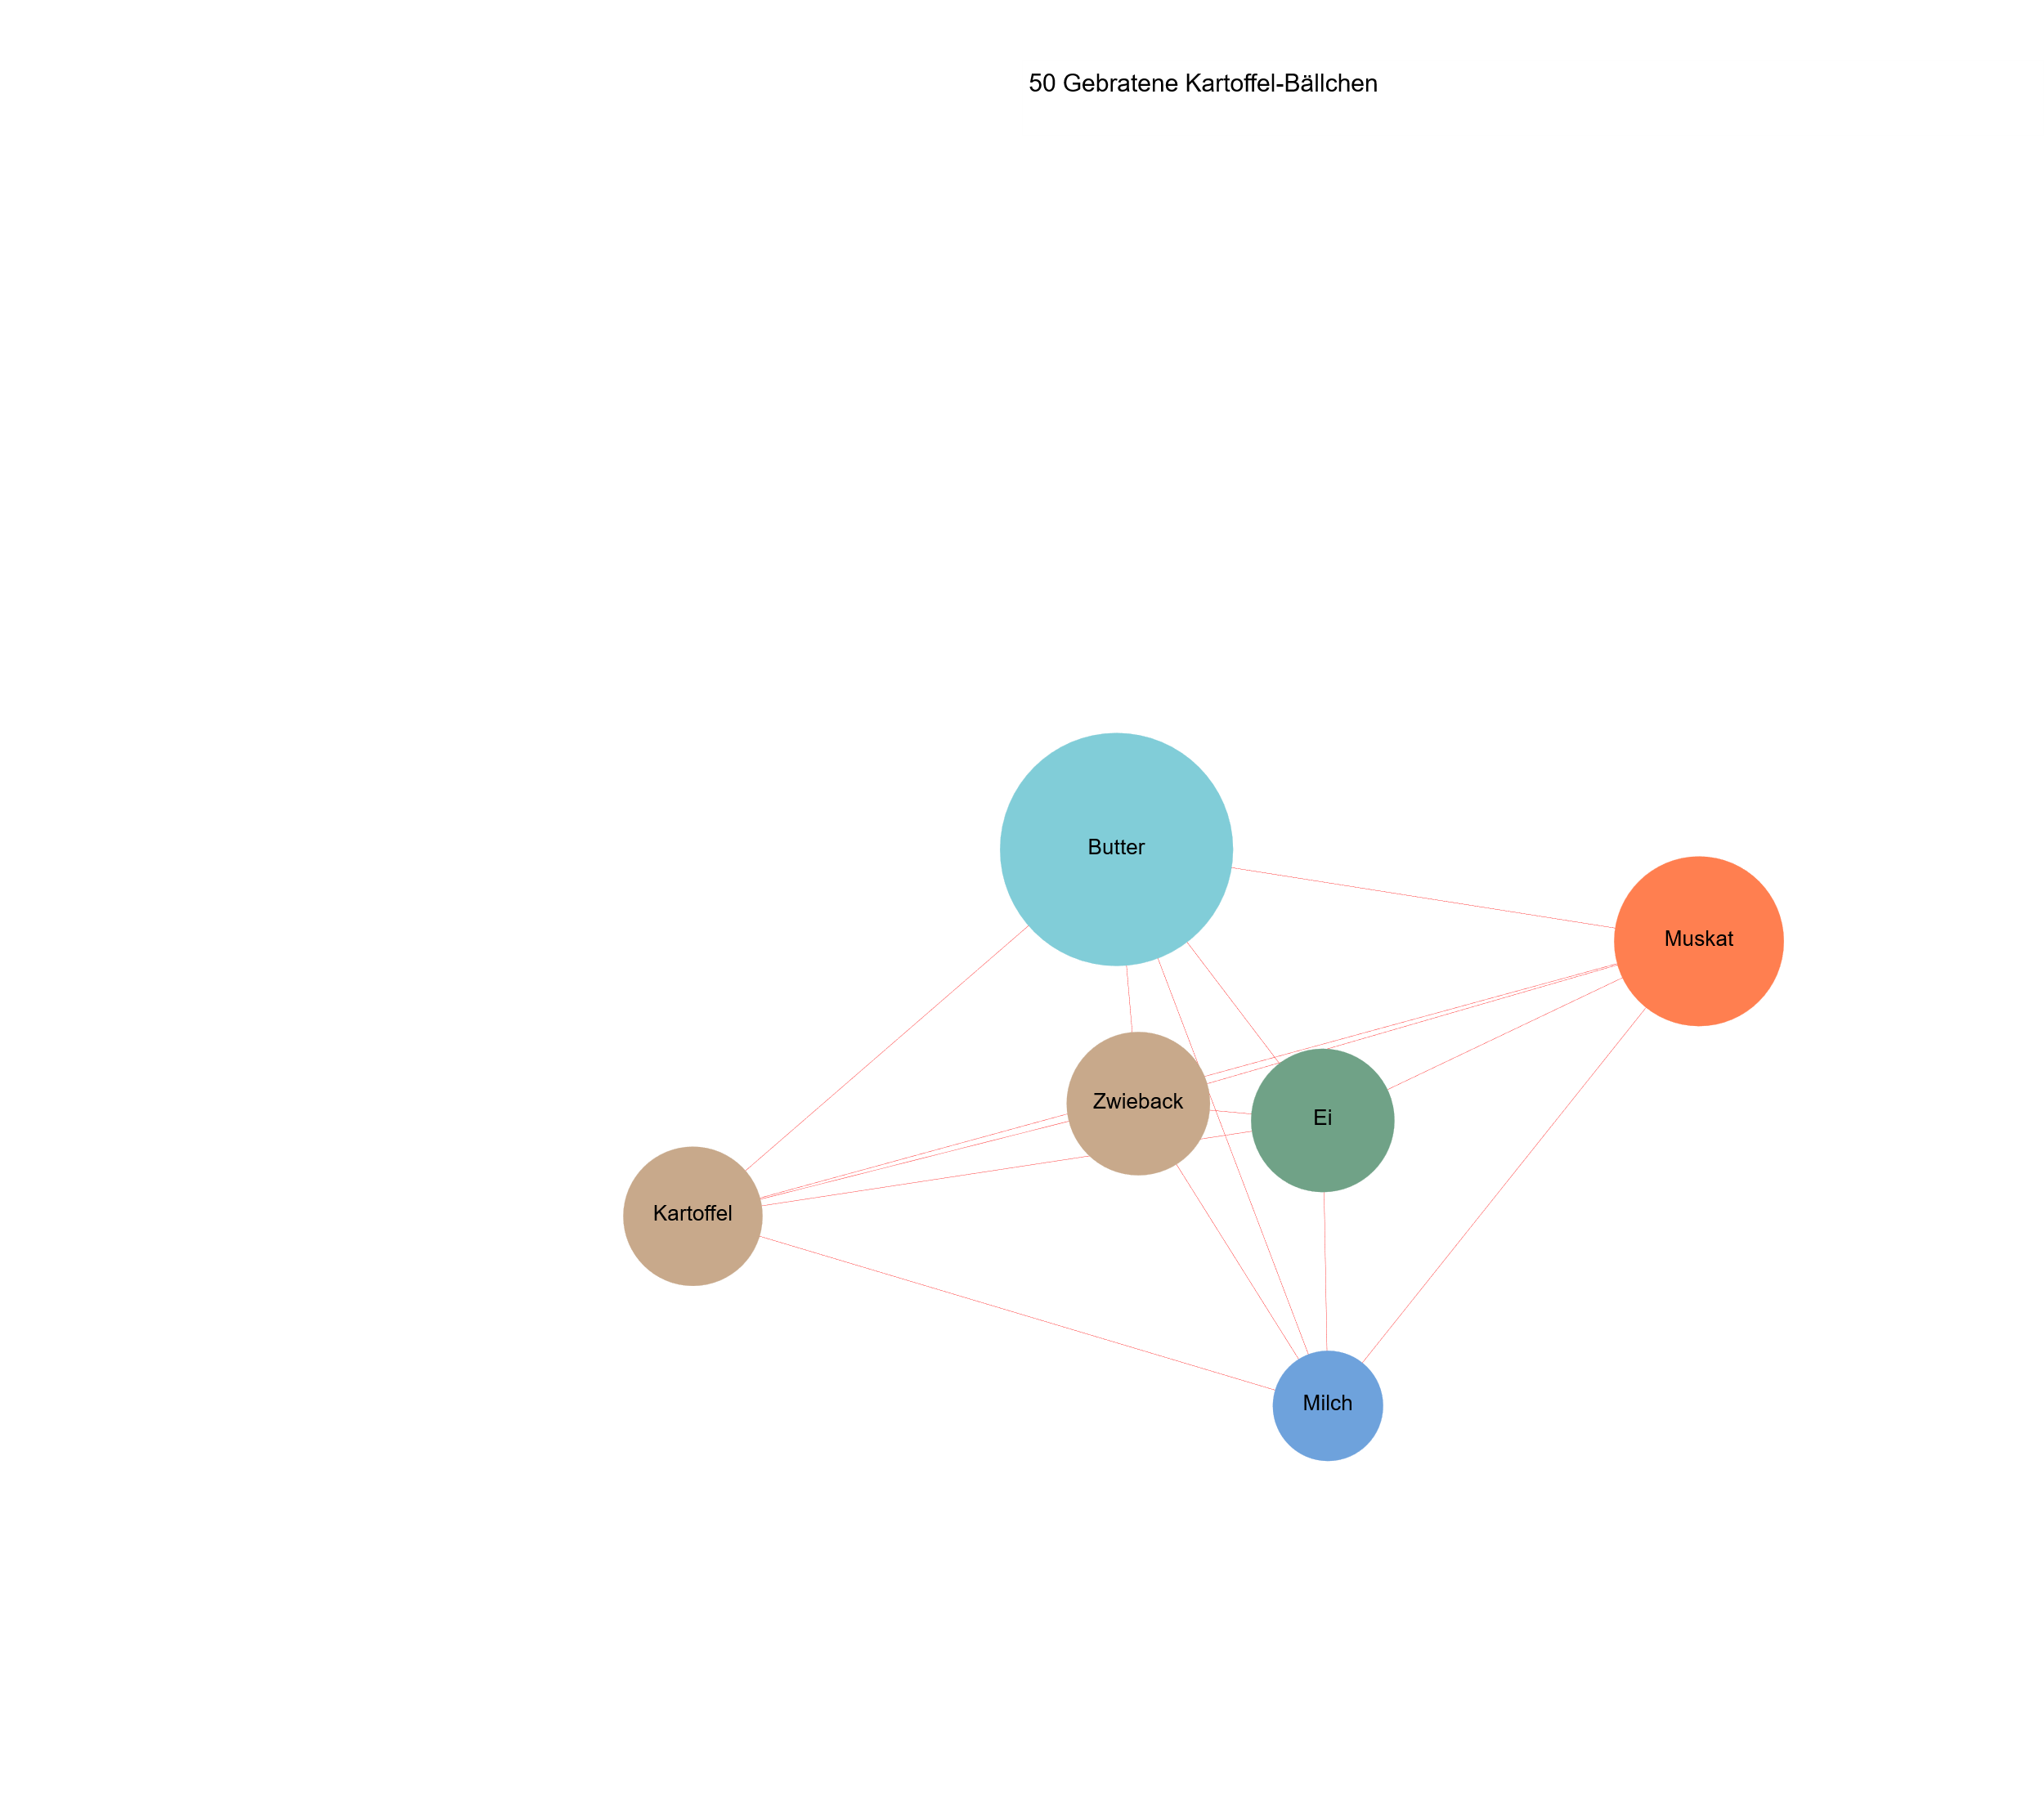 50 Gebratene Kartoffel-Bällchen
Butter
Muskat
Zwieback
Ei
Kartoffel
Milch